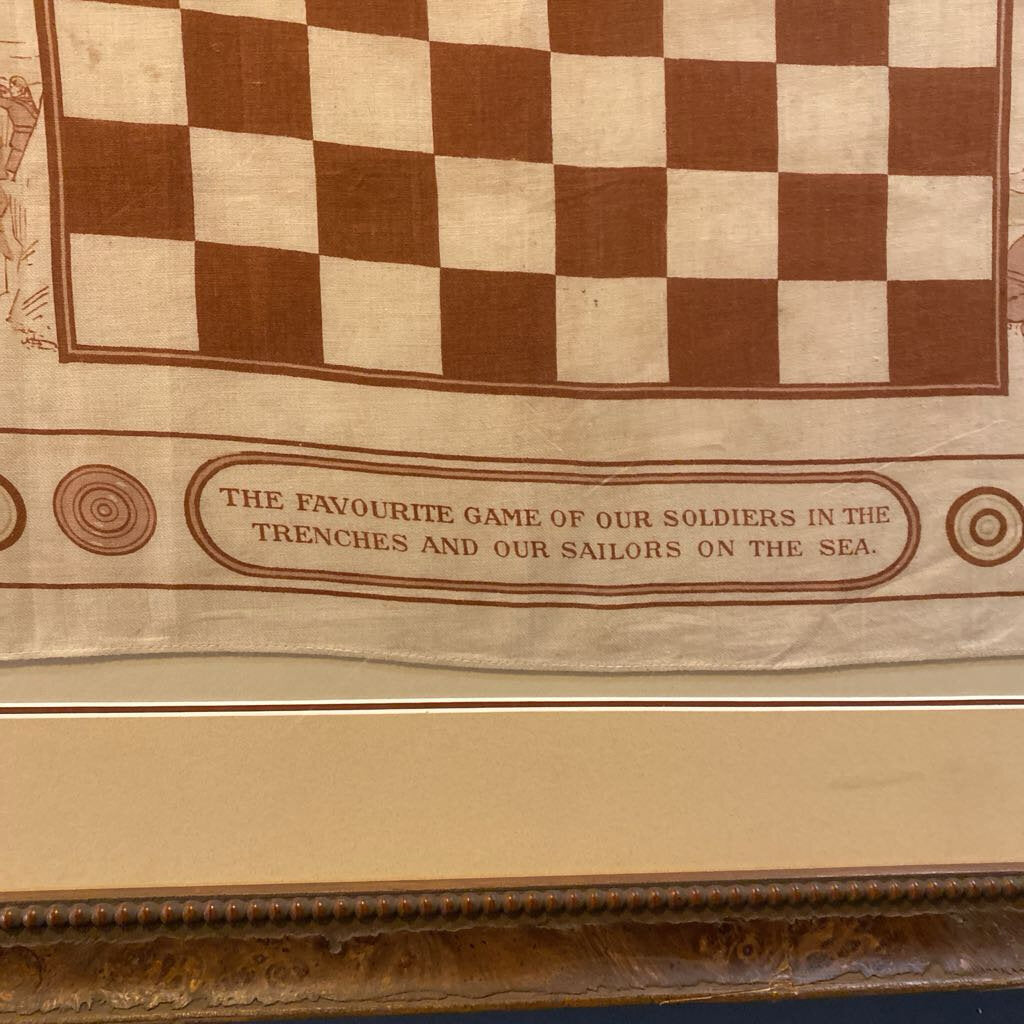 THE FAVOURITE GAME OF OUR SOLDIERS IN THE
TRENCHES AND OUR SAILORS ON THE SEA.